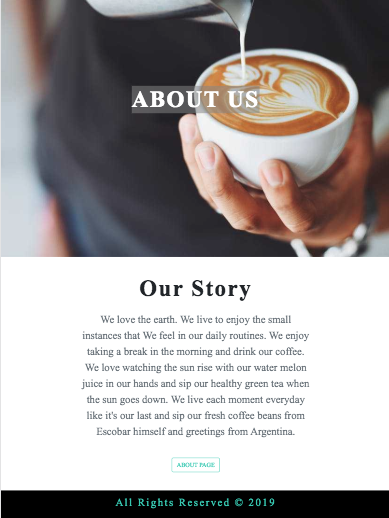 ABOUT US
Our Story
We love the earth. We live to enjoy the small
instances that We feel in our daily routines. We enjoy
taking a break in the morning and drink our coffee.
We love watching the sun rise with our water melon
juice in our hands and sip our healthy green tea when
the sun goes down. We live each moment everyday
like it's our last and sip our fresh coffee beans from
Escobar himself and greetings from Argentina.
ABOUT PAGE
All Rights Reserved © 2019